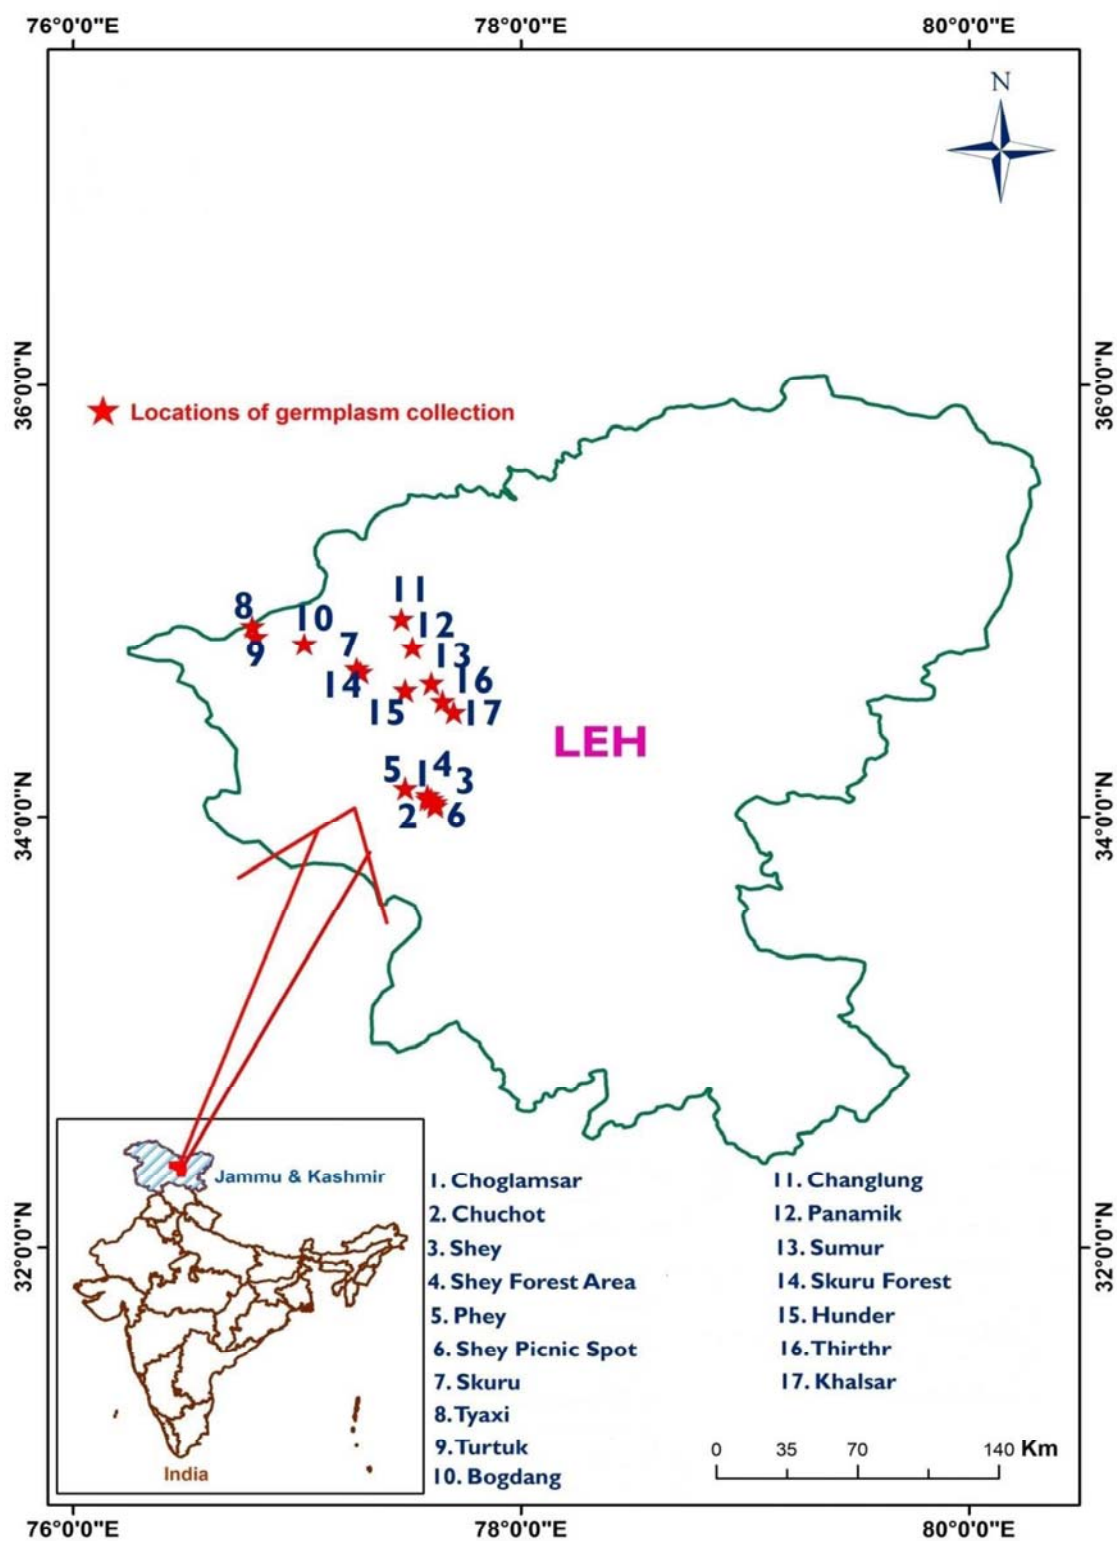 76°0'0"E 78°0'0"E 80°0'0"E
N
36°0'0"N 36°0'0"N
Locations of germplasm collection
11
8 10 12
9 7 13
14 16
15 17
LEH
5 1 4 3
2 6
34°0'0"N 34°0'0"N
Jammu & Kashmir
India
32°0'0"N 32°0'0"N
1. Choglamsar
2. Chuchot
3. Shey
4. Shey Forest Area
5. Phey
6. Shey Picnic Spot
7. Skuru
8. Tyaxi
9. Turtuk
10. Bogdang
11. Changlung
12. Panamik
13. Sumur
14. Skuru Forest
15. Hunder
16. Thirthr
17. Khalsar
0 35 70 140 Km
76°0'0"E 78°0'0"E 80°0'0"E